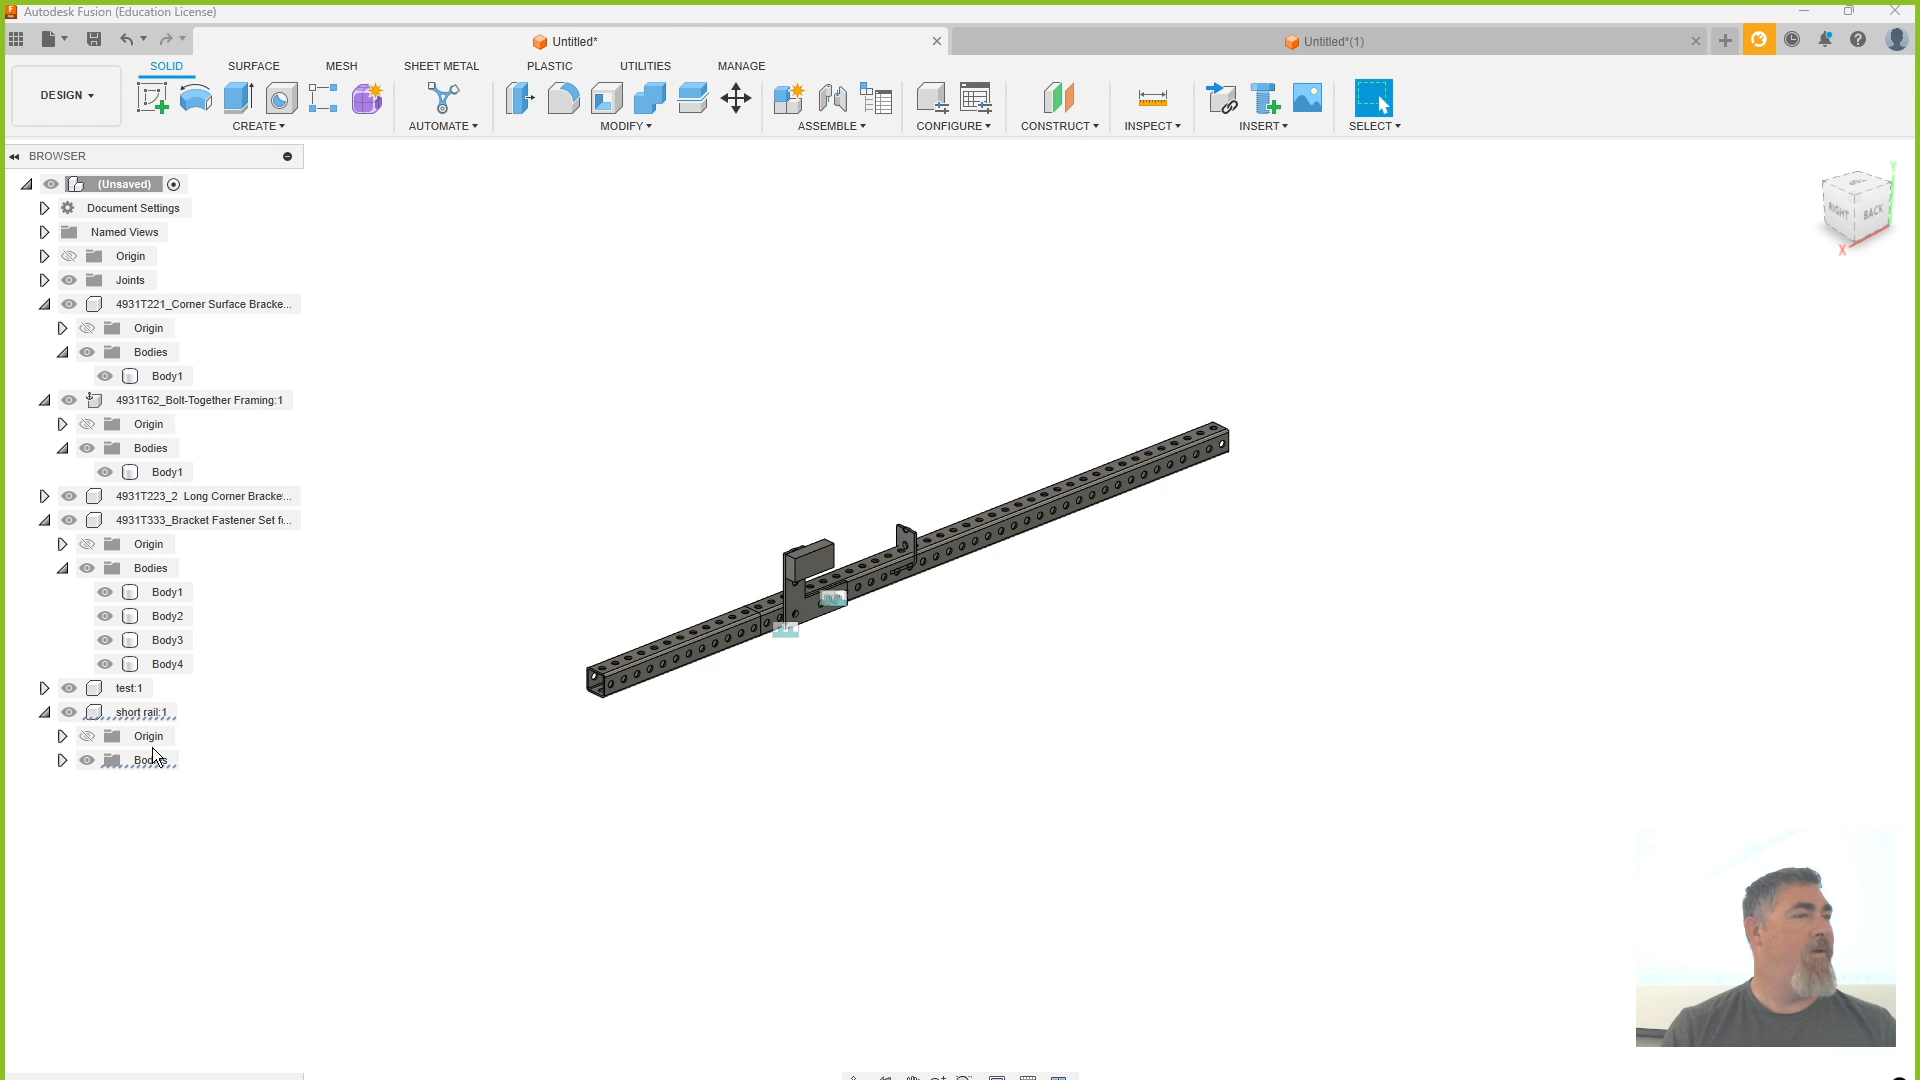 Autodesk Fusion (Education License)
Untitled*
Untitled*(1)
SOLID
SURFACE
MESH
SHEET METAL
PLASTIC
UTILITIES
MANAGE
DESIGN
CREATE
AUTOMATE
MODIFY
ASSEMBLE
CONFIGURE
CONSTRUCT
INSPECT
INSERT
SELECT
BROWSER
(Unsaved)
Document Settings
Named Views
Origin
Joints
4931T221_Corner Surface Bracke...
Origin
Bodies
Body1
4931T62_Bolt-Together Framing:1
Origin
Bodies
Body1
4931T223_2 Long Corner Bracke...
4931T333_Bracket Fastener Set f...
Origin
Bodies
Body1
Body2
Body3
Body4
test:1
short rail:1
Origin
Bodies
RIGHT
BACK
X
Y